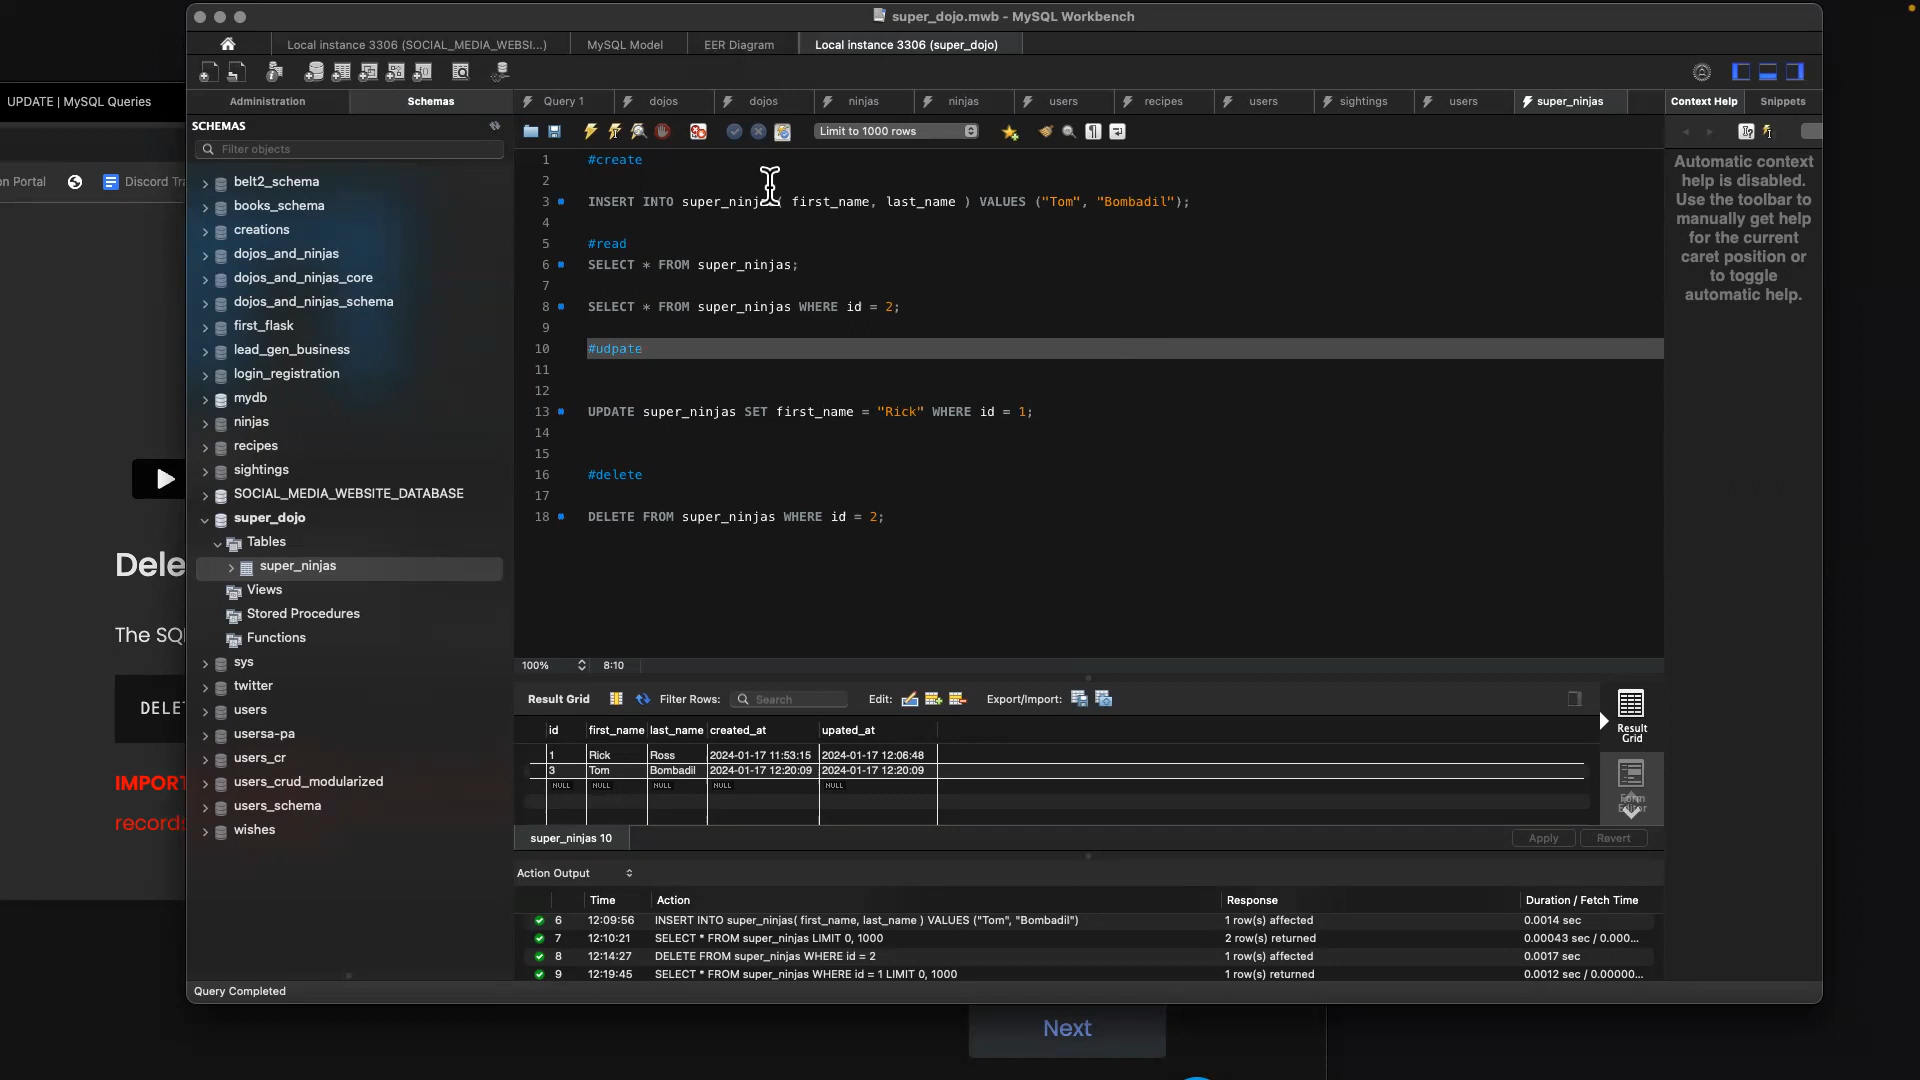 super_dojo.mwb - MySQL Workbench
Local instance 3306 (SOCIAL_MEDIA_WEBSI...)
MySQL Model
EER Diagram
Local instance 3306 (super_dojo)
UPDATE | MySQL Queries
Administration
Schemas
Query 1
dojos
dojos
ninjas
ninjas
users
recipes
users
sightings
users
super_ninjas
Context Help
Snippets
SCHEMAS
Filter objects
Limit to 1000 rows
on Portal
Discord Tra
belt2_schema
books_schema
creations
dojos_and_ninjas
dojos_and_ninjas_core
dojos_and_ninjas_schema
first_flask
lead_gen_business
login_registration
mydb
ninjas
recipes
sightings
SOCIAL_MEDIA_WEBSITE_DATABASE
super_dojo
Tables
super_ninjas
Views
Stored Procedures
Functions
sys
twitter
users
usersa-pa
users_cr
users_crud_modularized
users_schema
wishes
1 #create
2
3 INSERT INTO super_ninjas( first_name, last_name ) VALUES ("Tom", "Bombadil");
4
5 #read
6 SELECT * FROM super_ninjas;
7
8 SELECT * FROM super_ninjas WHERE id = 2;
9
10 #udpate
11
12
13 UPDATE super_ninjas SET first_name = "Rick" WHERE id = 1;
14
15
16 #delete
17
18 DELETE FROM super_ninjas WHERE id = 2;
Automatic context
help is disabled.
Use the toolbar to
manually get help
for the current
caret position or
to toggle
automatic help.
Dele
The SQ
DELET
IMPORT
records
100% 8:10
Result Grid Filter Rows: Search Edit: Export/Import:
id first_name last_name created_at upated_at
1 Rick Ross 2024-01-17 11:53:15 2024-01-17 12:06:48
3 Tom Bombadil 2024-01-17 12:20:09 2024-01-17 12:20:09
NULL NULL NULL NULL NULL
Result
Grid
Form
Editor
super_ninjas 10
Apply
Revert
Action Output
Time Action Response Duration / Fetch Time
6 12:09:56 INSERT INTO super_ninjas( first_name, last_name ) VALUES ("Tom", "Bombadil") 1 row(s) affected 0.0014 sec
7 12:10:21 SELECT * FROM super_ninjas LIMIT 0, 1000 2 row(s) returned 0.00043 sec / 0.000...
8 12:14:27 DELETE FROM super_ninjas WHERE id = 2 1 row(s) affected 0.0017 sec
9 12:19:45 SELECT * FROM super_ninjas WHERE id = 1 LIMIT 0, 1000 1 row(s) returned 0.0012 sec / 0.00000...
Query Completed
Next